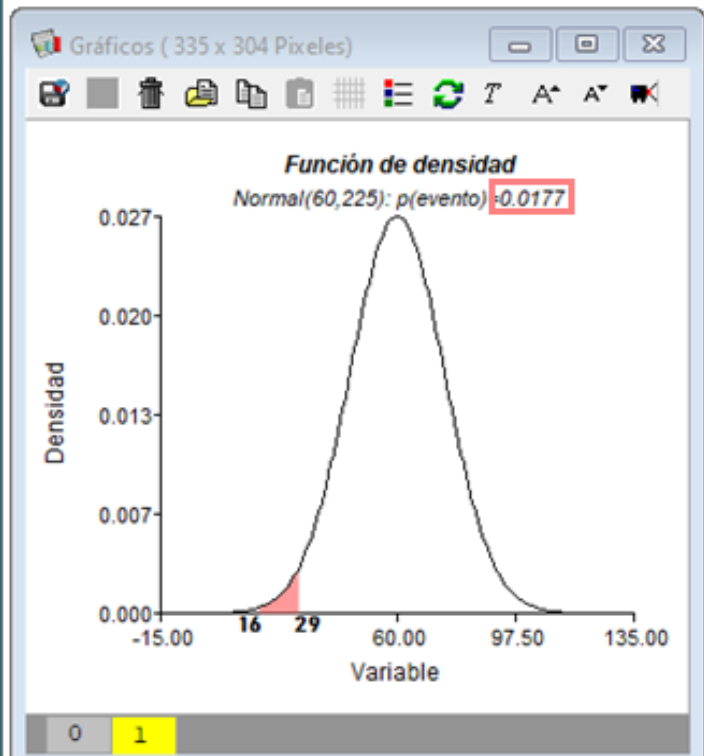 Gráficos ( 335 x 304 Pixeles)
T A A
Función de densidad
Normal(60,225): p(evento) =0.0177
0.027
0.020
0.013
0.007
0.000
Densidad
16 29
-15.00 60.00 97.50 135.00
Variable
0 1